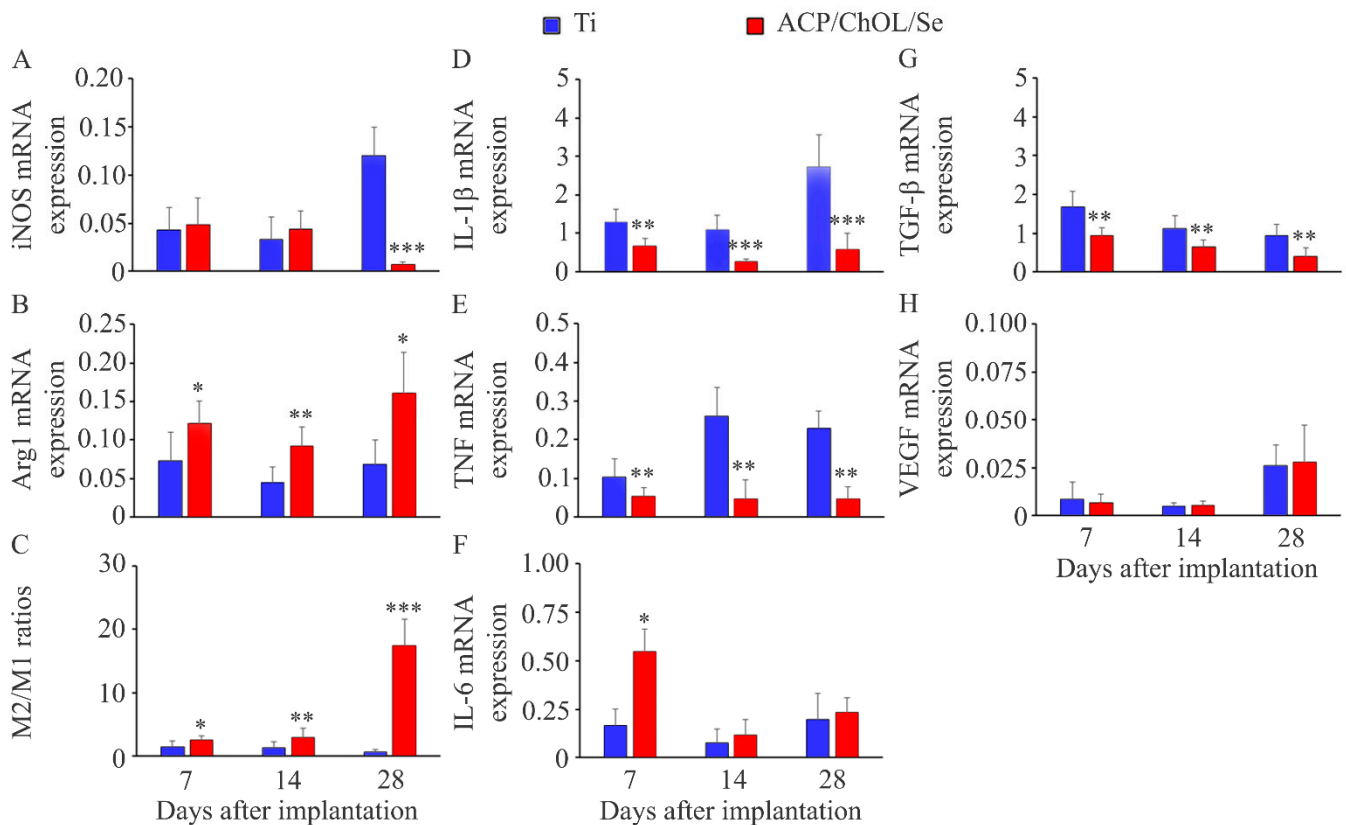 Ti
ACP/ChOL/Se
A
iNOS mRNA
expression
0.20
0.15
0.10
0.05
0
***
B
Arg1 mRNA
expression
0.25
0.20
0.15
0.10
0.05
0
*
**
*
C
M2/M1 ratios
30
20
10
0
*
**
***
7
14
28
Days after implantation
D
IL-1β mRNA
expression
5
4
3
2
1
0
**
***
***
E
TNF mRNA
expression
0.5
0.4
0.3
0.2
0.1
0
**
**
**
F
IL-6 mRNA
expression
1.00
0.75
0.50
0.25
0
*
7
14
28
Days after implantation
G
TGF-β mRNA
expression
5
4
3
2
1
0
**
**
**
H
VEGF mRNA
expression
0.100
0.075
0.050
0.025
0
7
14
28
Days after implantation